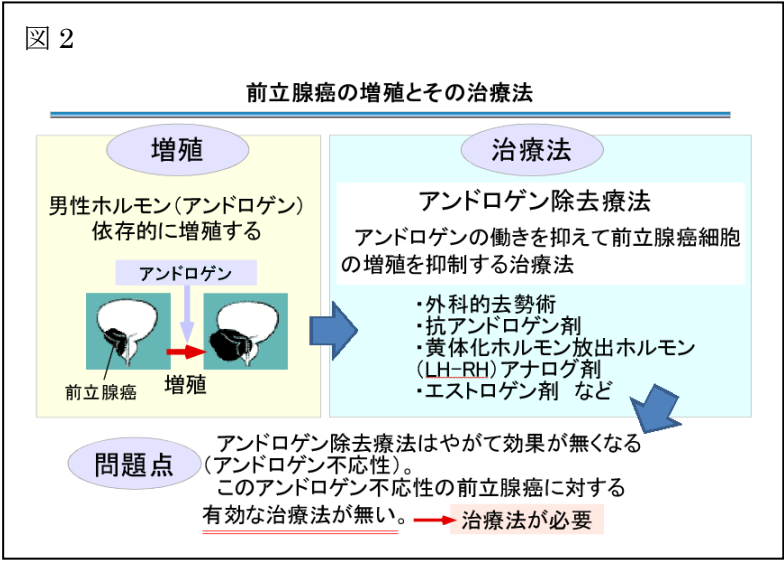 図2
前立腺癌の増殖とその治療法
増殖
男性ホルモン(アンドロゲン)
依存的に増殖する
アンドロゲン
前立腺癌
増殖
治療法
アンドロゲン除去療法
アンドロゲンの働きを抑えて前立腺癌細胞
の増殖を抑制する治療法
・外科的去勢術
・抗アンドロゲン剤
・黄体化ホルモン放出ホルモン
(LH-RH)アナログ剤
・エストロゲン剤 など
問題点
アンドロゲン除去療法はやがて効果が無くなる
(アンドロゲン不応性)。
このアンドロゲン不応性の前立腺癌に対する
有効な治療法が無い。
治療法が必要